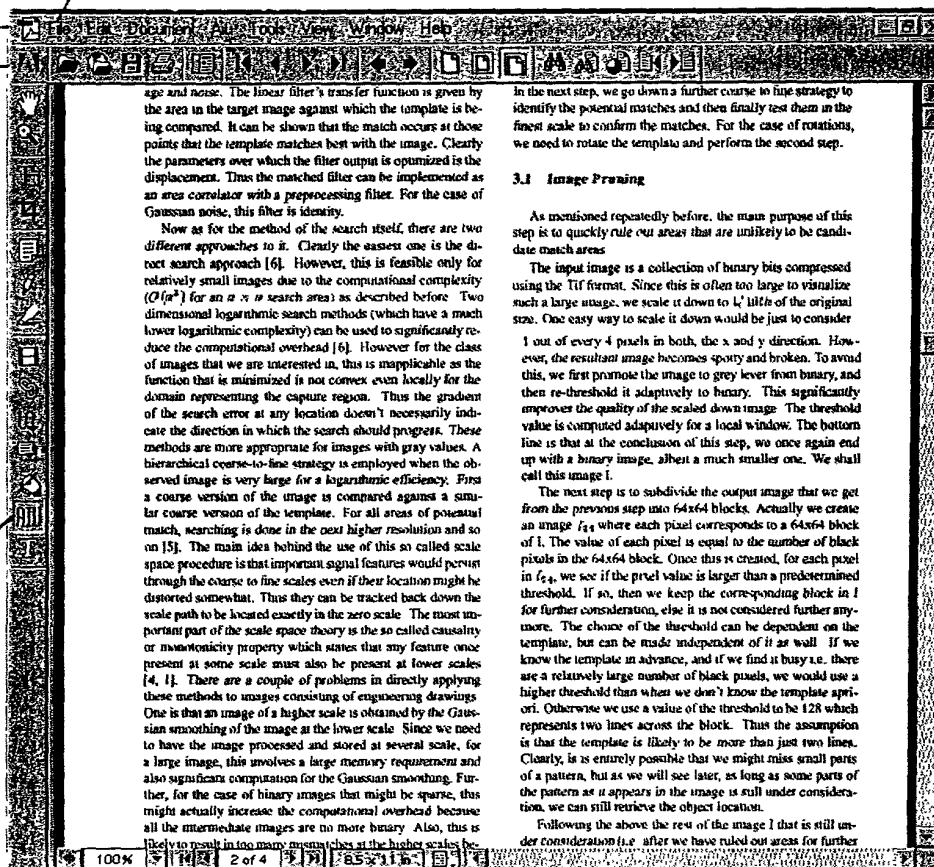 File Edit Document Tools View Window Help
age and noise. The linear filter's transfer function is given by
the area in the target image against which the template is be-
ing compared. It can be shown that the match occurs at those
points that the template matches best with the image. Clearly
the parameters over which the filter output is optimized is the
displacement. Thus the matched filter can be implemented as
an area correlator with a preprocessing filter. For the case of
Gaussian noise, this filter is identity.
Now as for the method of the search itself, there are two
different approaches to it. Clearly the easiest one is the di-
rect search approach [6]. However, this is feasible only for
relatively small images due to the computational complexity
(O(n²) for an n × n search area) as described before Two
dimensional logarithmic search methods (which have a much
lower logarithmic complexity) can be used to significantly re-
duce the computational overhead [6]. However for the class
of images that we are interested in, this is inapplicable as the
function that is minimized is not convex even locally for the
domain representing the capture region. Thus the gradient
of the search error at any location doesn't necessarily indi-
cate the direction in which the search should progress. These
methods are more appropriate for images with gray values. A
hierarchical coarse-to-fine strategy is employed when the ob-
served image is very large for a logarithmic efficiency. First
a coarse version of the image is compared against a simi-
lar coarse version of the template. For all areas of potential
match, searching is done in the next higher resolution and so
on [5]. The main idea behind the use of this so called scale
space procedure is that important signal features would persist
through the coarse to fine scales even if their location might be
distorted somewhat. Thus they can be tracked back down the
scale path to be located exactly in the zero scale The most im-
portant part of the scale space theory is the so called causality
or monotonicity property which states that any feature once
present at some scale must also be present at lower scales
[4, 1]. There are a couple of problems in directly applying
these methods to images consisting of engineering drawings
One is that an image of a higher scale is obtained by the Gaus-
sian smoothing of the image at the lower scale Since we need
to have the image processed and stored at several scale, for
a large image, this involves a large memory requirement and
also significant computation for the Gaussian smoothing. Fur-
ther, for the case of binary images that might be sparse, this
might actually increase the computational overhead because
all the intermediate images are no more binary Also, this is
likely to result in too many mismatches at the higher scales be-
In the next step, we go down a further coarse to fine strategy to
identify the potential matches and then finally test them in the
finest scale to confirm the matches. For the case of rotations,
we need to rotate the template and perform the second step.
3.1 Image Pruning
As mentioned repeatedly before, the main purpose of this
step is to quickly rule out areas that are unlikely to be candi-
date match areas
The input image is a collection of binary bits compressed
using the Tif format. Since this is often too large to visualize
such a large image, we scale it down to of the original
size. One easy way to scale it down would be just to consider
1 out of every 4 pixels in both, the x and y direction. How-
ever, the resultant image becomes spotty and broken. To avoid
this, we first promote the image to grey lever from binary, and
then re-threshold it adaptively to binary. This significantly
improves the quality of the scaled down image The threshold
value is computed adaptively for a local window. The bottom
line is that at the conclusion of this step, we once again end
up with a binary image, albeit a much smaller one. We shall
call this image I.
The next step is to subdivide the output image that we get
from the previous step into 64x64 blocks. Actually we create
an image I₆₄ where each pixel corresponds to a 64x64 block
of I. The value of each pixel is equal to the number of black
pixels in the 64x64 block. Once this is created, for each pixel
in I₆₄, we see if the pixel value is larger than a predetermined
threshold. If so, then we keep the corresponding block in I
for further consideration, else it is not considered further any-
more. The choice of the threshold can be dependent on the
template, but can be made independent of it as well If we
know the template in advance, and if we find it busy i.e. there
are a relatively large number of black pixels, we would use a
higher threshold than when we don't know the template apri-
ori. Otherwise we use a value of the threshold to be 128 which
represents two lines across the block. Thus the assumption
is that the template is likely to be more than just two lines.
Clearly, is is entirely possible that we might miss small parts
of a pattern, but as we will see later, as long as some parts of
the pattern as it appears in the image is still under considera-
tion, we can still retrieve the object location.
Following the above the rest of the image I that is still un-
der consideration (i.e after we have ruled out areas for further
100% 2 of 4 8.5 x 11 in